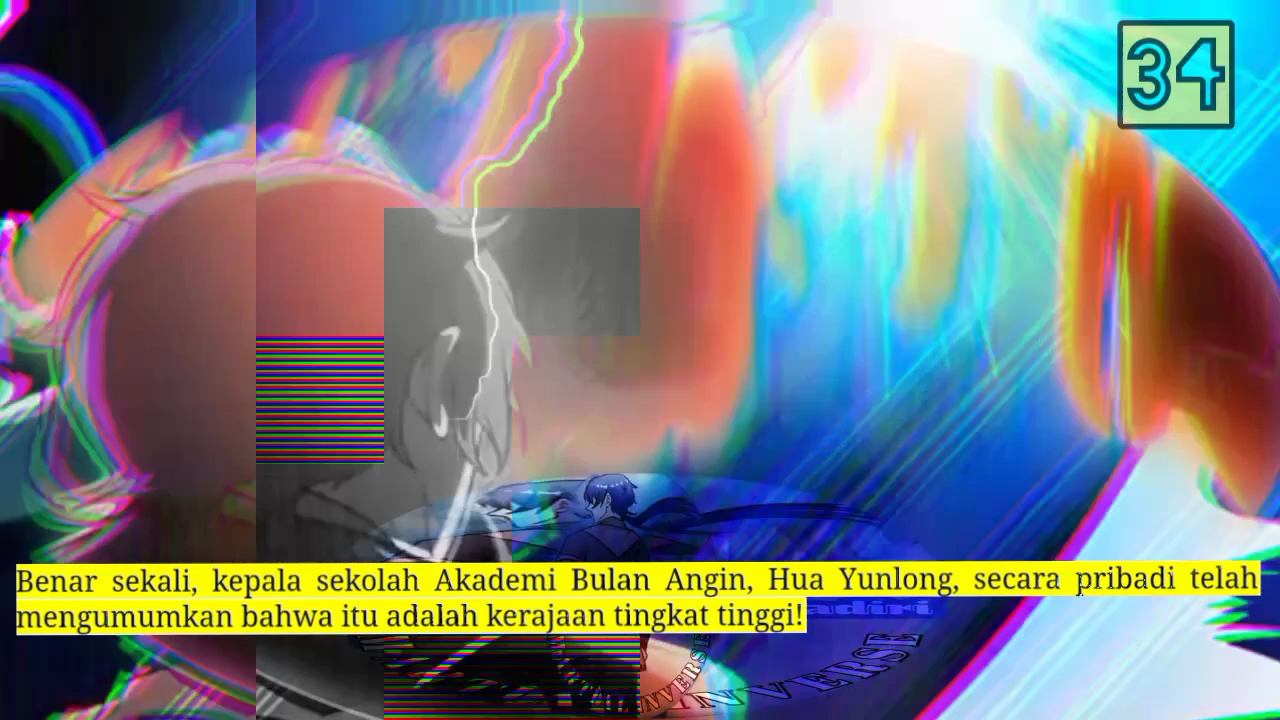 34
Benar sekali, kepala sekolah Akademi Bulan Angin, Hua Yunlong, secara pribadi telah
mengumumkan bahwa itu adalah kerajaan tingkat tinggi!